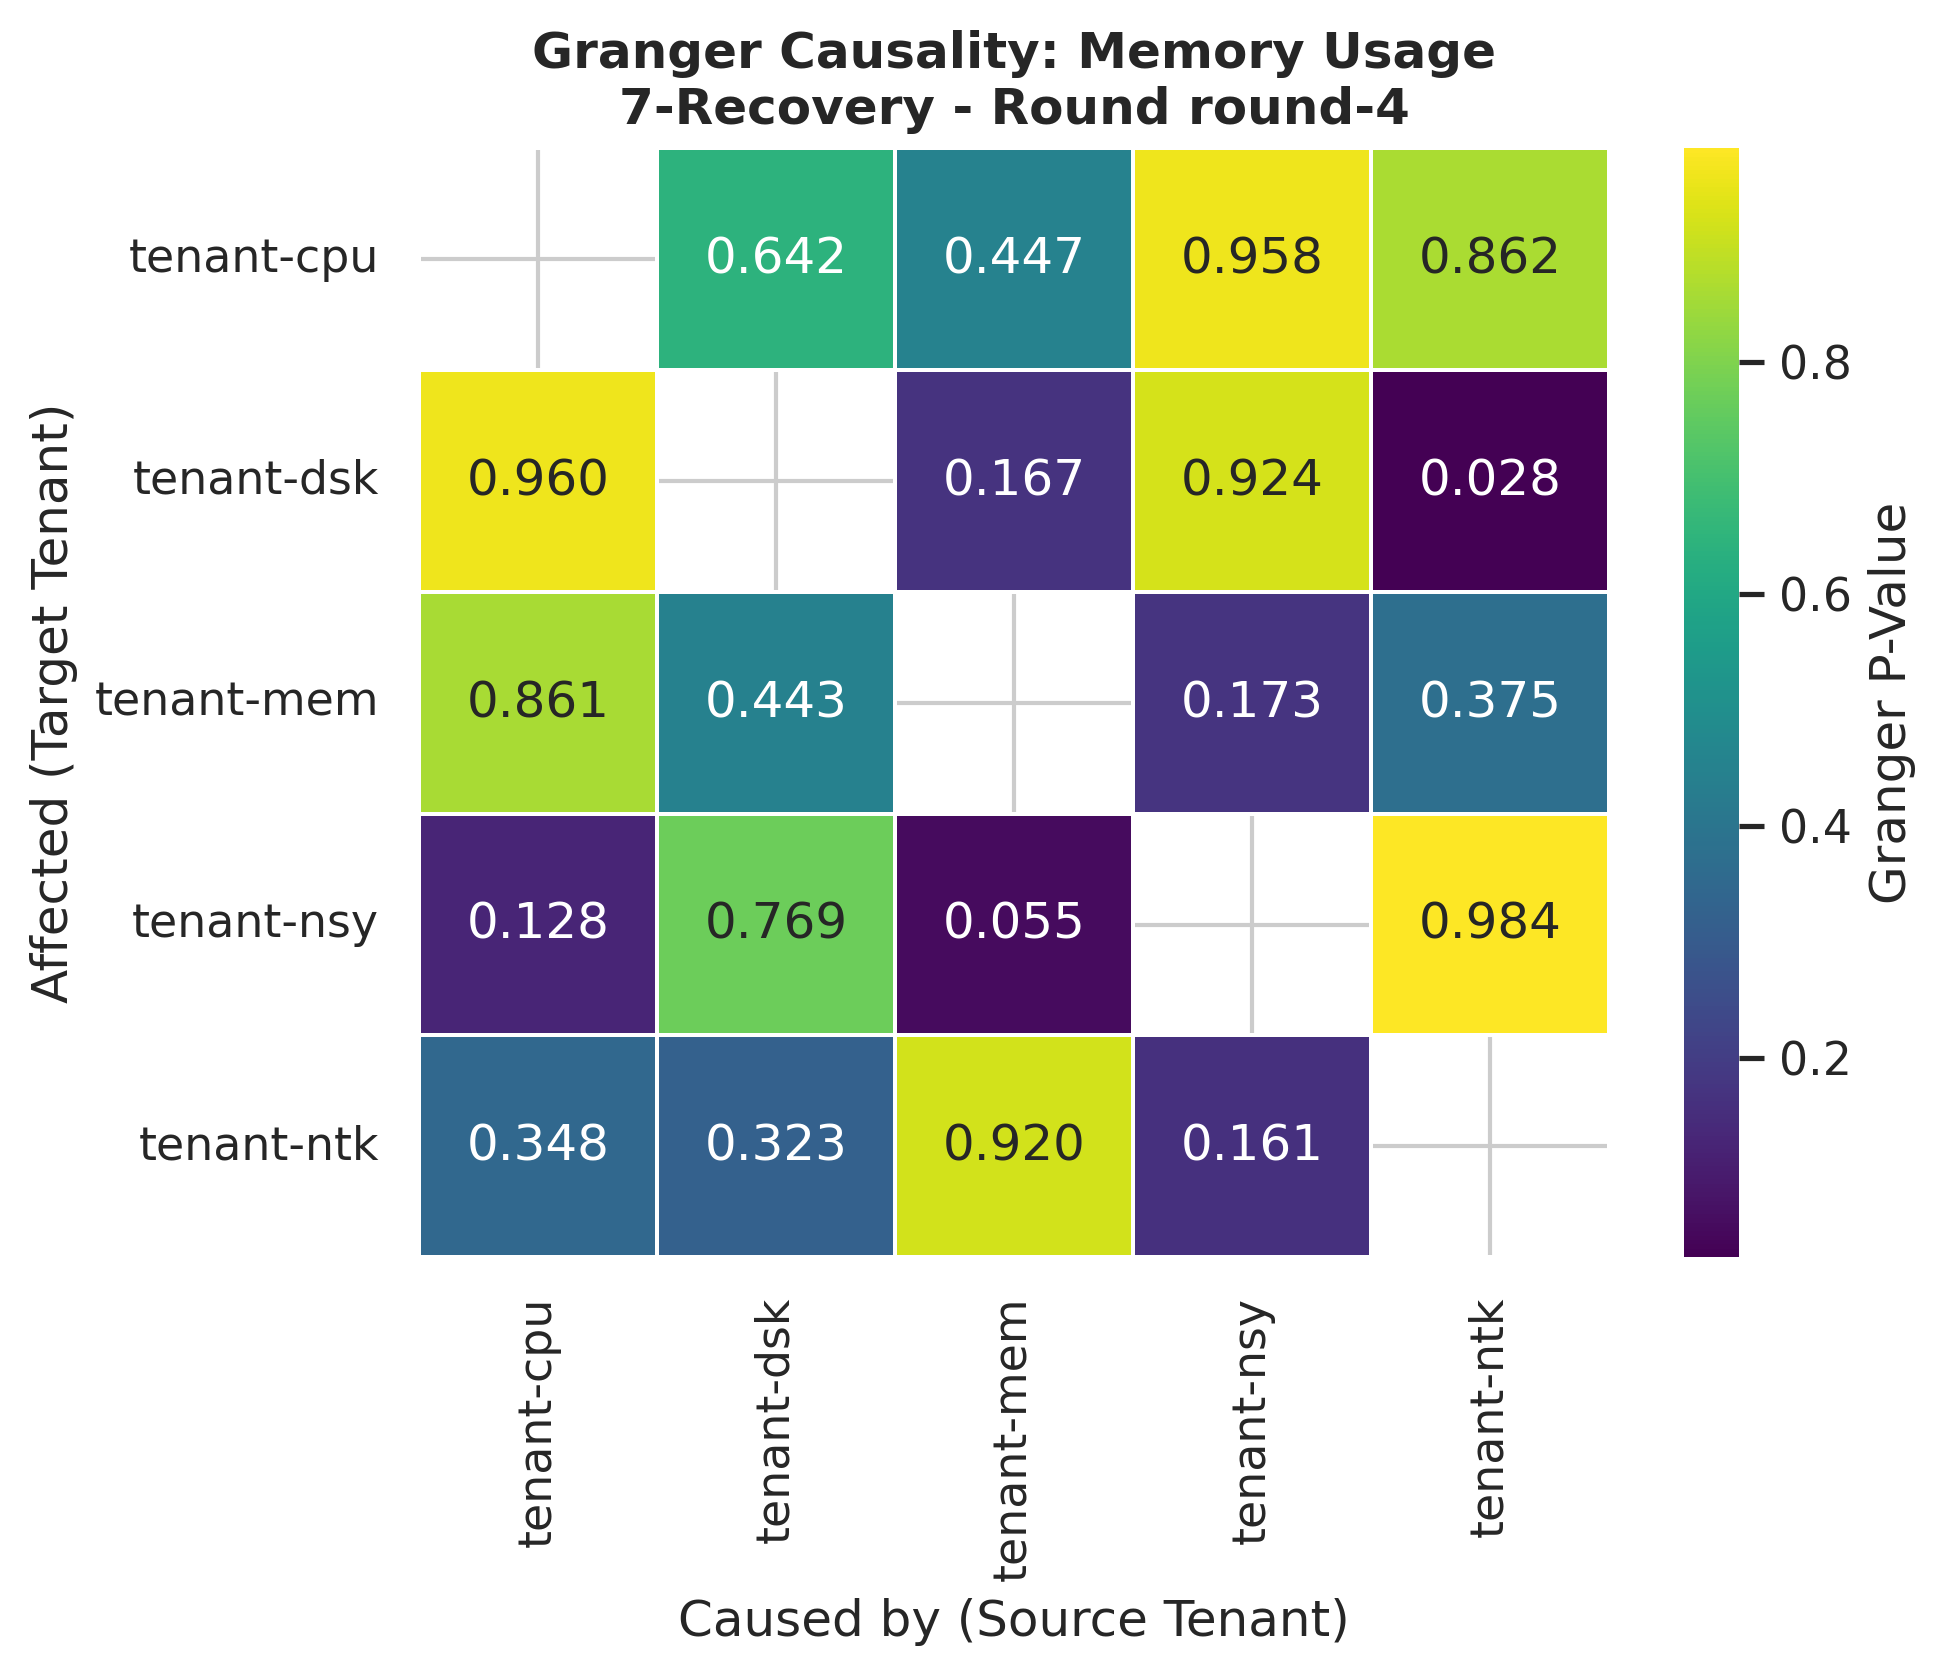 Granger Causality: Memory Usage
7-Recovery - Round round-4
Affected (Target Tenant)
tenant-cpu 0.642 0.447 0.958 0.862
tenant-dsk 0.960 0.167 0.924 0.028
tenant-mem 0.861 0.443 0.173 0.375
tenant-nsy 0.128 0.769 0.055 0.984
tenant-ntk 0.348 0.323 0.920 0.161
tenant-cpu tenant-dsk tenant-mem tenant-nsy tenant-ntk
Caused by (Source Tenant)
0.8
0.6
0.4
0.2
Granger P-Value